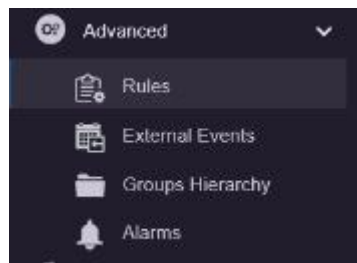 Advanced
Rules
External Events
Groups Hierarchy
Alarms